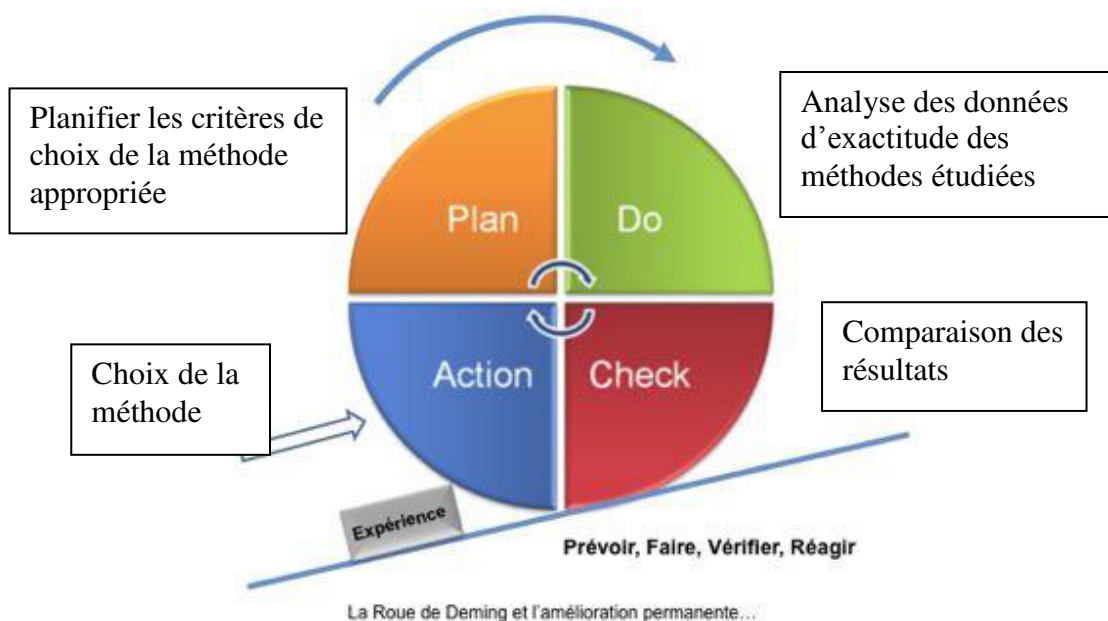 Planifier les critères de
choix de la méthode
appropriée
Analyse des données
d’exactitude des
méthodes étudiées
Plan
Do
Action
Check
Choix de la
méthode
Comparaison des
résultats
Expérience
Prévoir, Faire, Vérifier, Réagir
La Roue de Deming et l'amélioration permanente…